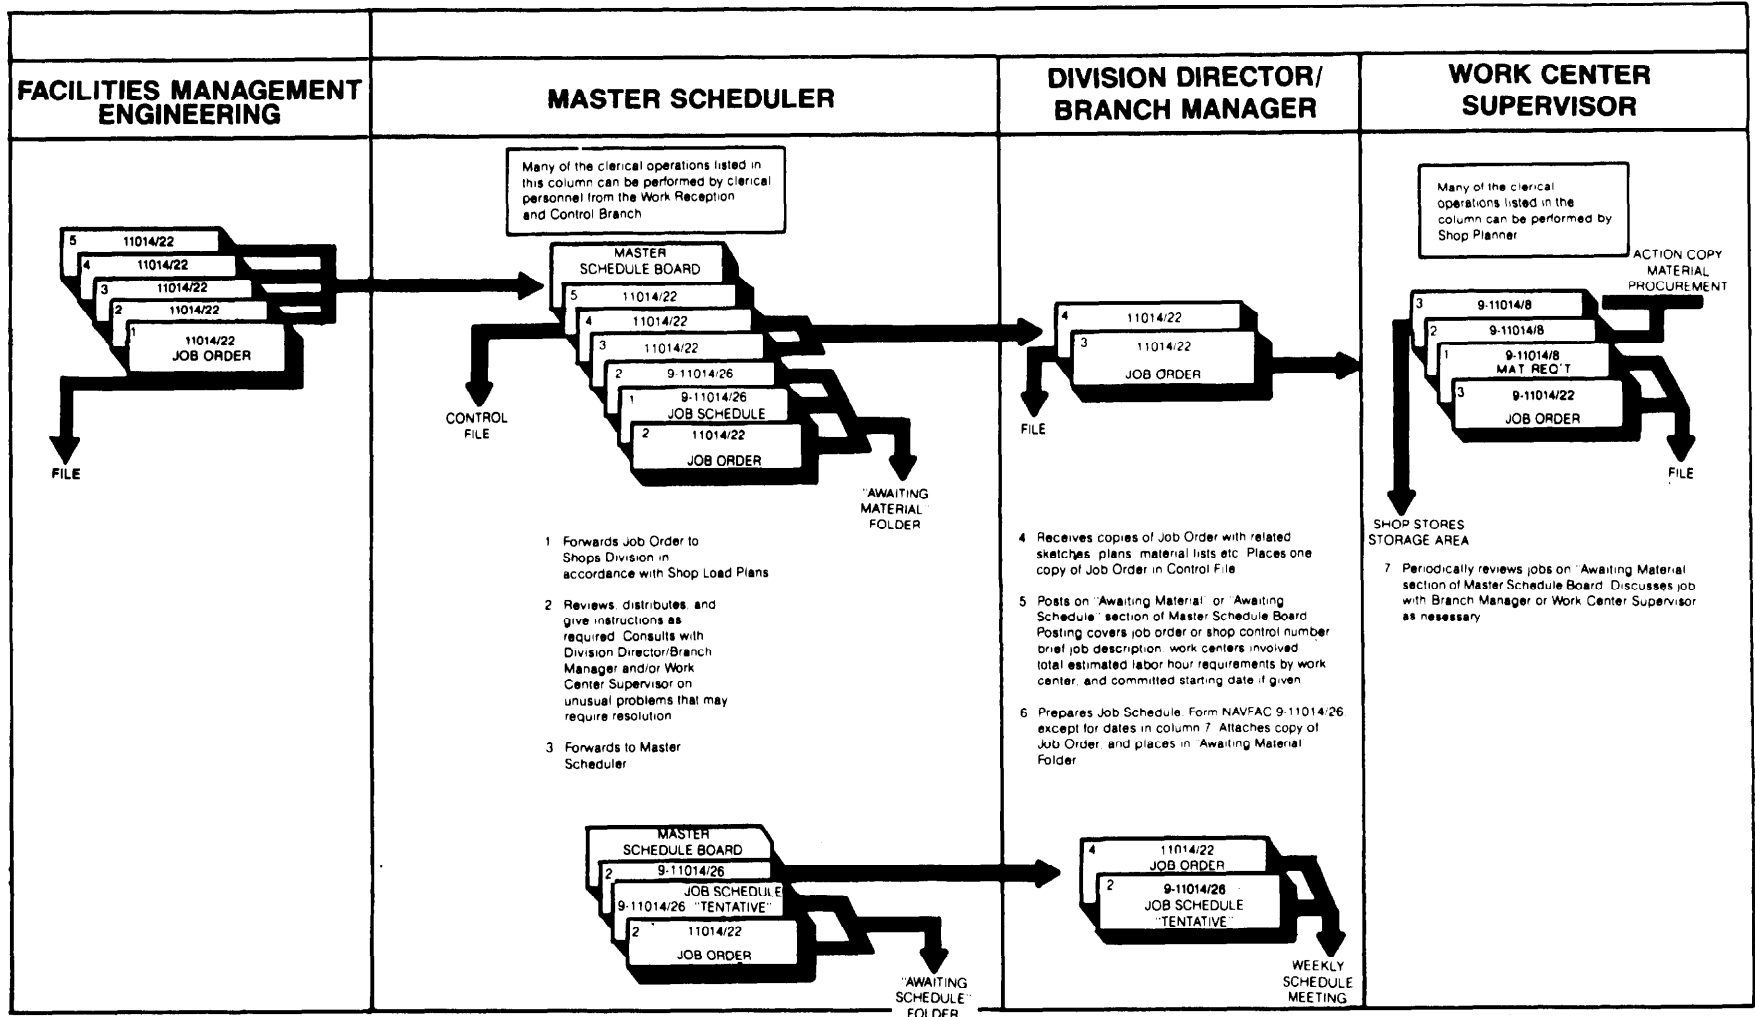 FACILITIES MANAGEMENT
ENGINEERING
MASTER SCHEDULER
DIVISION DIRECTOR/
BRANCH MANAGER
WORK CENTER
SUPERVISOR
5 11014/22
4 11014/22
3 11014/22
2 11014/22
1 11014/22
JOB ORDER
FILE
Many of the clerical operations listed in
this column can be performed by clerical
personnel from the Work Reception
and Control Branch
MASTER
SCHEDULE BOARD
5 11014/22
4 11014/22
3 11014/22
2 9-11014/26
1 9-11014/26
JOB SCHEDULE
2 11014/22
JOB ORDER
CONTROL
FILE
"AWAITING
MATERIAL"
FOLDER
1 Forwards Job Order to
Shops Division in
accordance with Shop Load Plans
2 Reviews, distributes, and
give instructions as
required Consults with
Division Director/Branch
Manager and/or Work
Center Supervisor on
unusual problems that may
require resolution
3 Forwards to Master
Scheduler
MASTER
SCHEDULE BOARD
2 9-11014/26
JOB SCHEDULE
9-11014/26 "TENTATIVE"
2 11014/22
JOB ORDER
"AWAITING
SCHEDULE"
FOLDER
4 11014/22
3 11014/22
JOB ORDER
FILE
4 Receives copies of Job Order with related
sketches plans material lists etc Places one
copy of Job Order in Control File
5 Posts on "Awaiting Material" or "Awaiting
Schedule" section of Master Schedule Board
Posting covers job order or shop control number
brief job description, work centers involved
total estimated labor hour requirements by work
center, and committed starting date if given
6 Prepares Job Schedule, Form NAVFAC 9-11014/26,
except for dates in column 7 Attaches copy of
Job Order, and places in "Awaiting Material
Folder
4 11014/22
JOB ORDER
2 9-11014/26
JOB SCHEDULE
"TENTATIVE"
WEEKLY
SCHEDULE
MEETING
Many of the clerical
operations listed in the
column can be performed by
Shop Planner
ACTION COPY
MATERIAL
PROCUREMENT
3 9-11014/8
2 9-11014/8
1 9-11014/8
MAT REQ'T
3 9-11014/22
JOB ORDER
FILE
SHOP STORES
STORAGE AREA
7 Periodically reviews jobs on "Awaiting Material
section of Master Schedule Board Discusses job
with Branch Manager or Work Center Supervisor
as nesessary